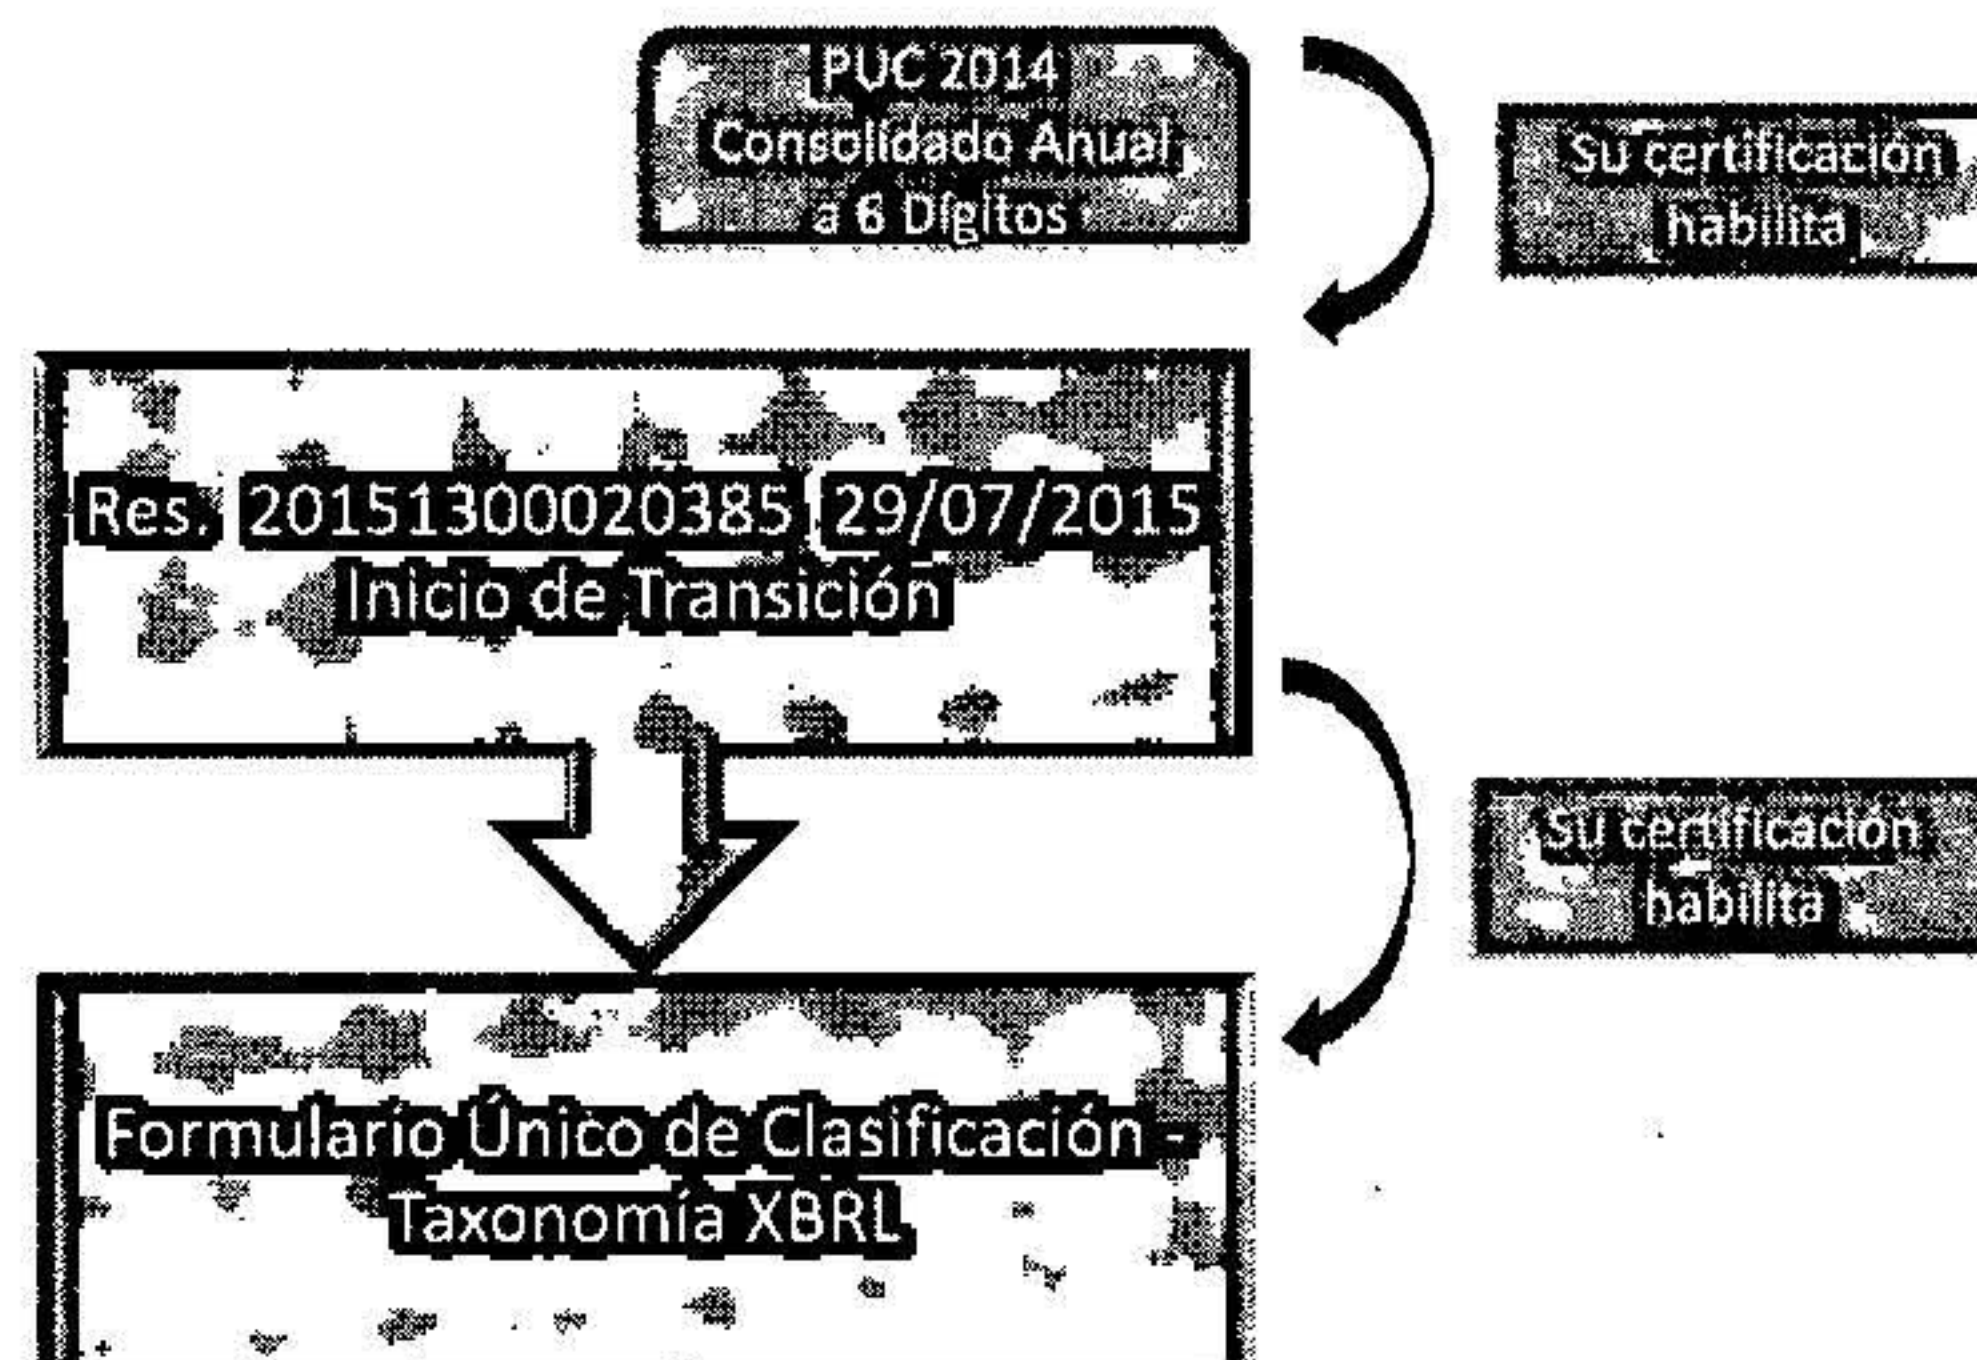 PUC 2014
Consolidado Anual
a 6 Dígitos
Su certificación
habilita
Res. 20151300020385 29/07/2015
Inicio de Transición
Su certificación
habilita
Formulario Único de Clasificación -
Taxonomía XBRL